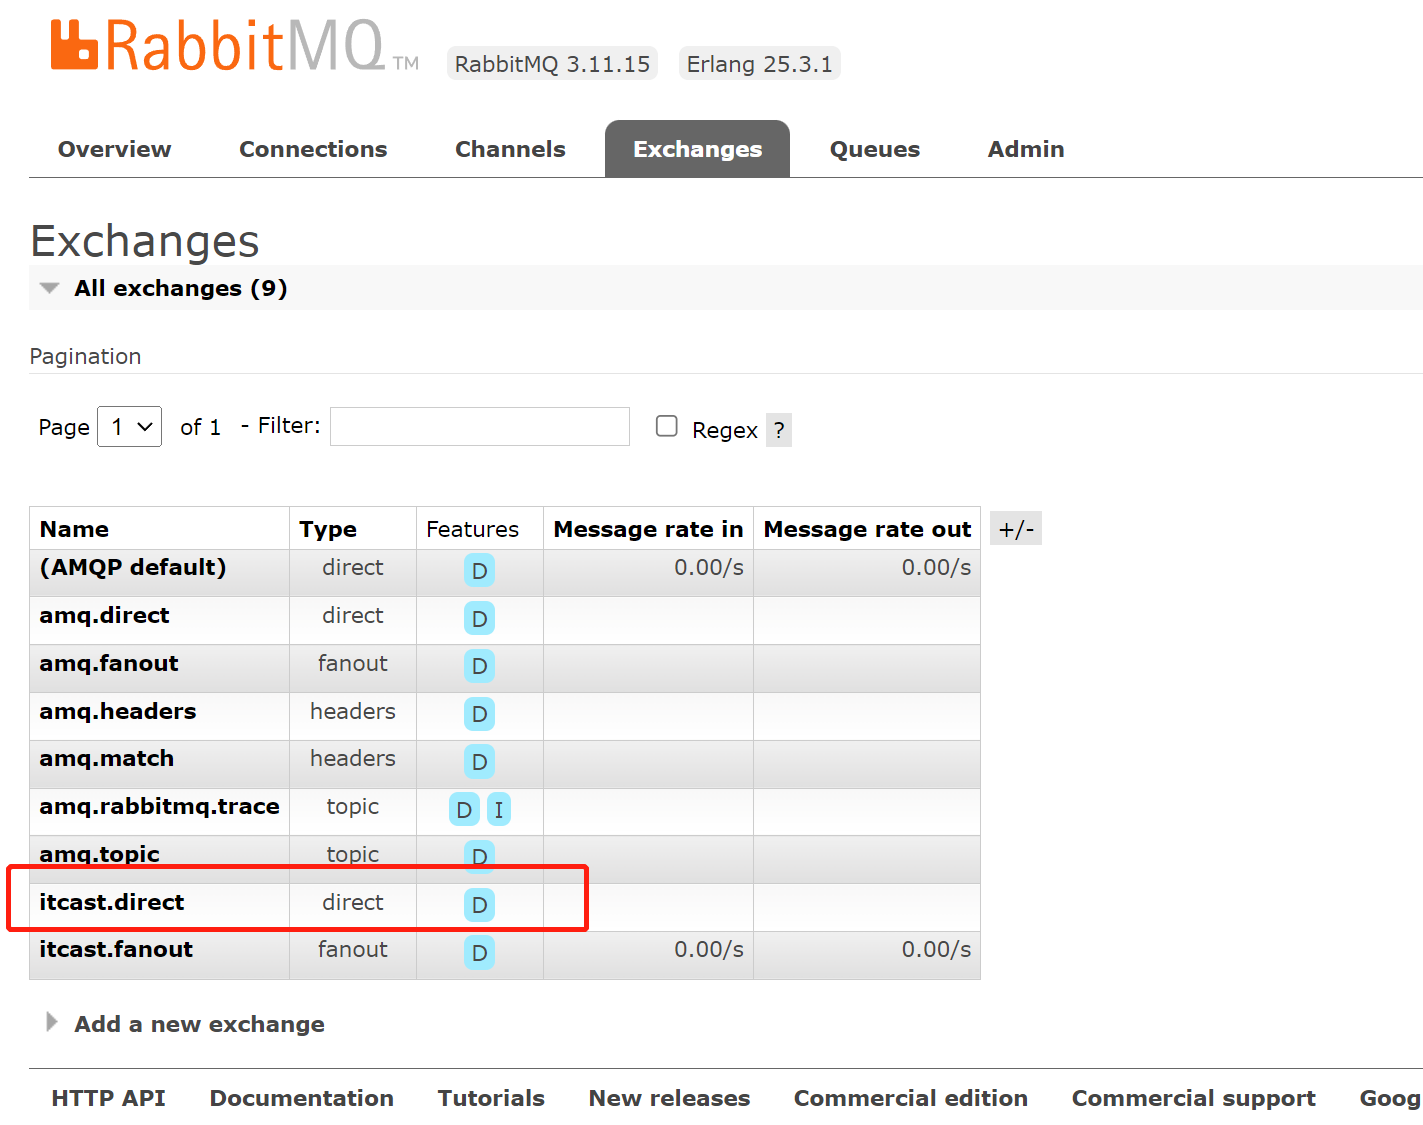 RabbitMQ TM RabbitMQ 3.11.15 Erlang 25.3.1
Overview Connections Channels Exchanges Queues Admin
Exchanges
All exchanges (9)
Pagination
Page 1 of 1 - Filter: Regex ?
Name Type Features Message rate in Message rate out +/-
(AMQP default) direct D 0.00/s 0.00/s
amq.direct direct D
amq.fanout fanout D
amq.headers headers D
amq.match headers D
amq.rabbitmq.trace topic D I
amq.topic topic D
itcast.direct direct D
itcast.fanout fanout D 0.00/s 0.00/s
Add a new exchange
HTTP API Documentation Tutorials New releases Commercial edition Commercial support Goog